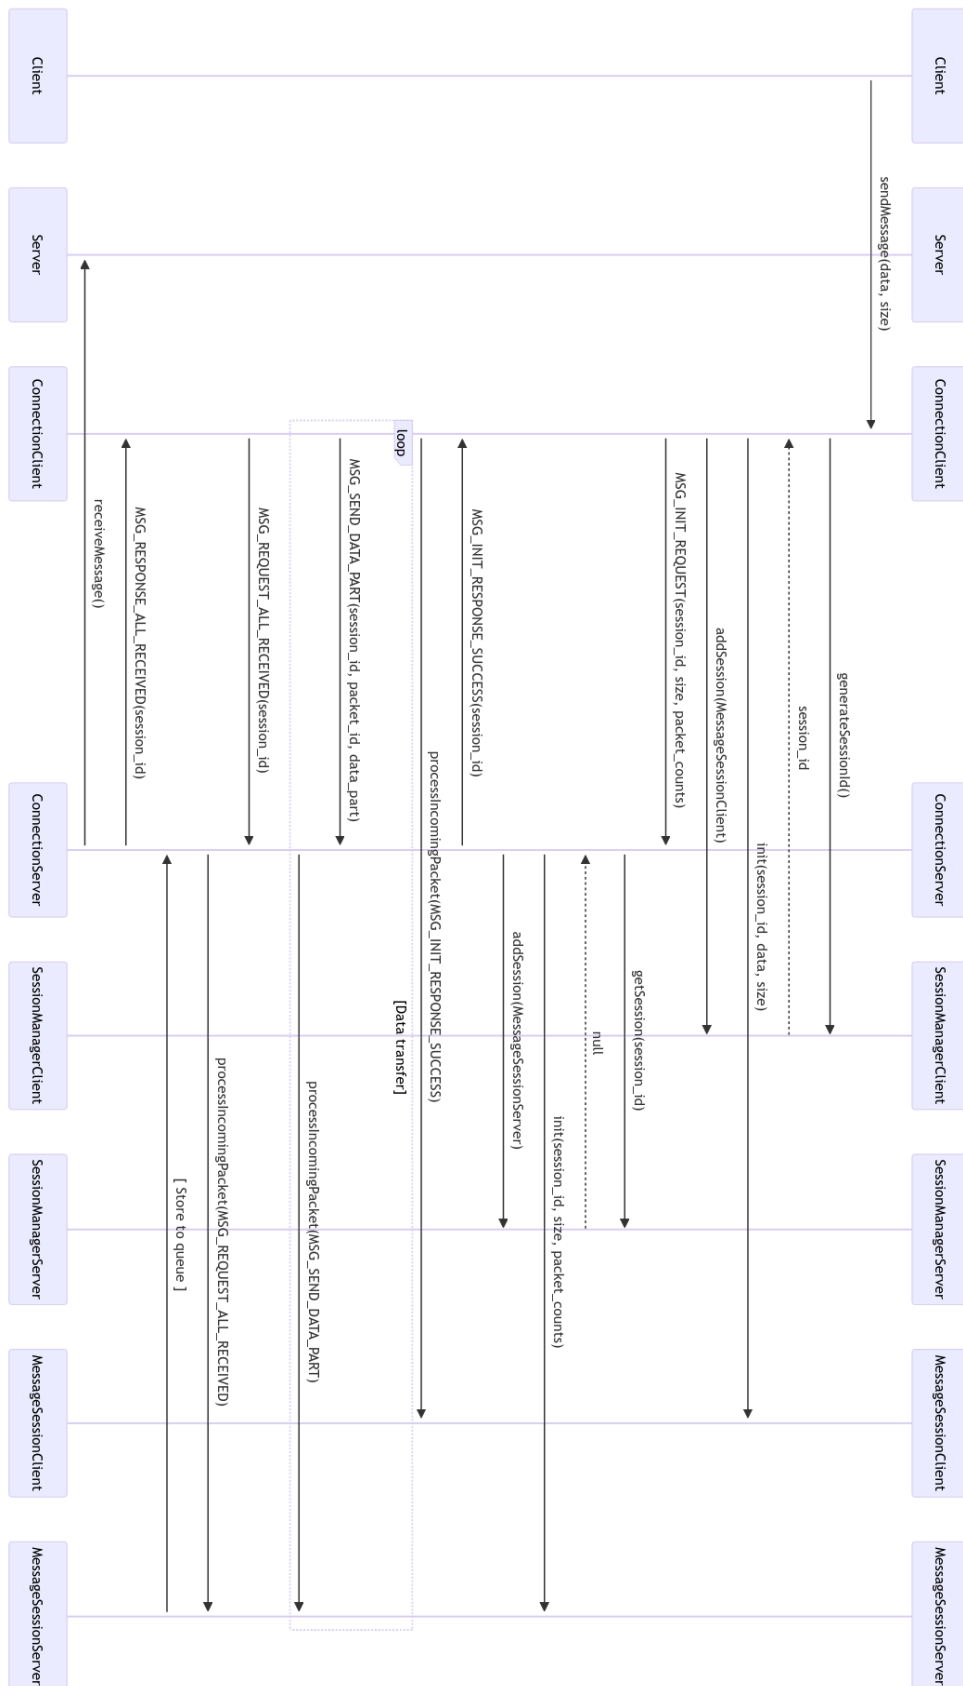 Client
Server
ConnectionClient
ConnectionServer
SessionManagerClient
SessionManagerServer
MessageSessionClient
MessageSessionServer
sendMessage(data, size)
generateSessionId()
session_id
init(session_id, data, size)
addSession(MessageSessionClient)
MSG_INIT_REQUEST(session_id, size, packet_counts)
getSession(session_id)
null
init(session_id, size, packet_counts)
addSession(MessageSessionServer)
MSG_INIT_RESPONSE_SUCCESS(session_id)
processIncomingPacket(MSG_INIT_RESPONSE_SUCCESS)
loop
[Data transfer]
MSG_SEND_DATA_PART(session_id, packet_id, data_part)
processIncomingPacket(MSG_SEND_DATA_PART)
MSG_REQUEST_ALL_RECEIVED(session_id)
processIncomingPacket(MSG_REQUEST_ALL_RECEIVED)
[ Store to queue ]
MSG_RESPONSE_ALL_RECEIVED(session_id)
receiveMessage()
Client
Server
ConnectionClient
ConnectionServer
SessionManagerClient
SessionManagerServer
MessageSessionClient
MessageSessionServer